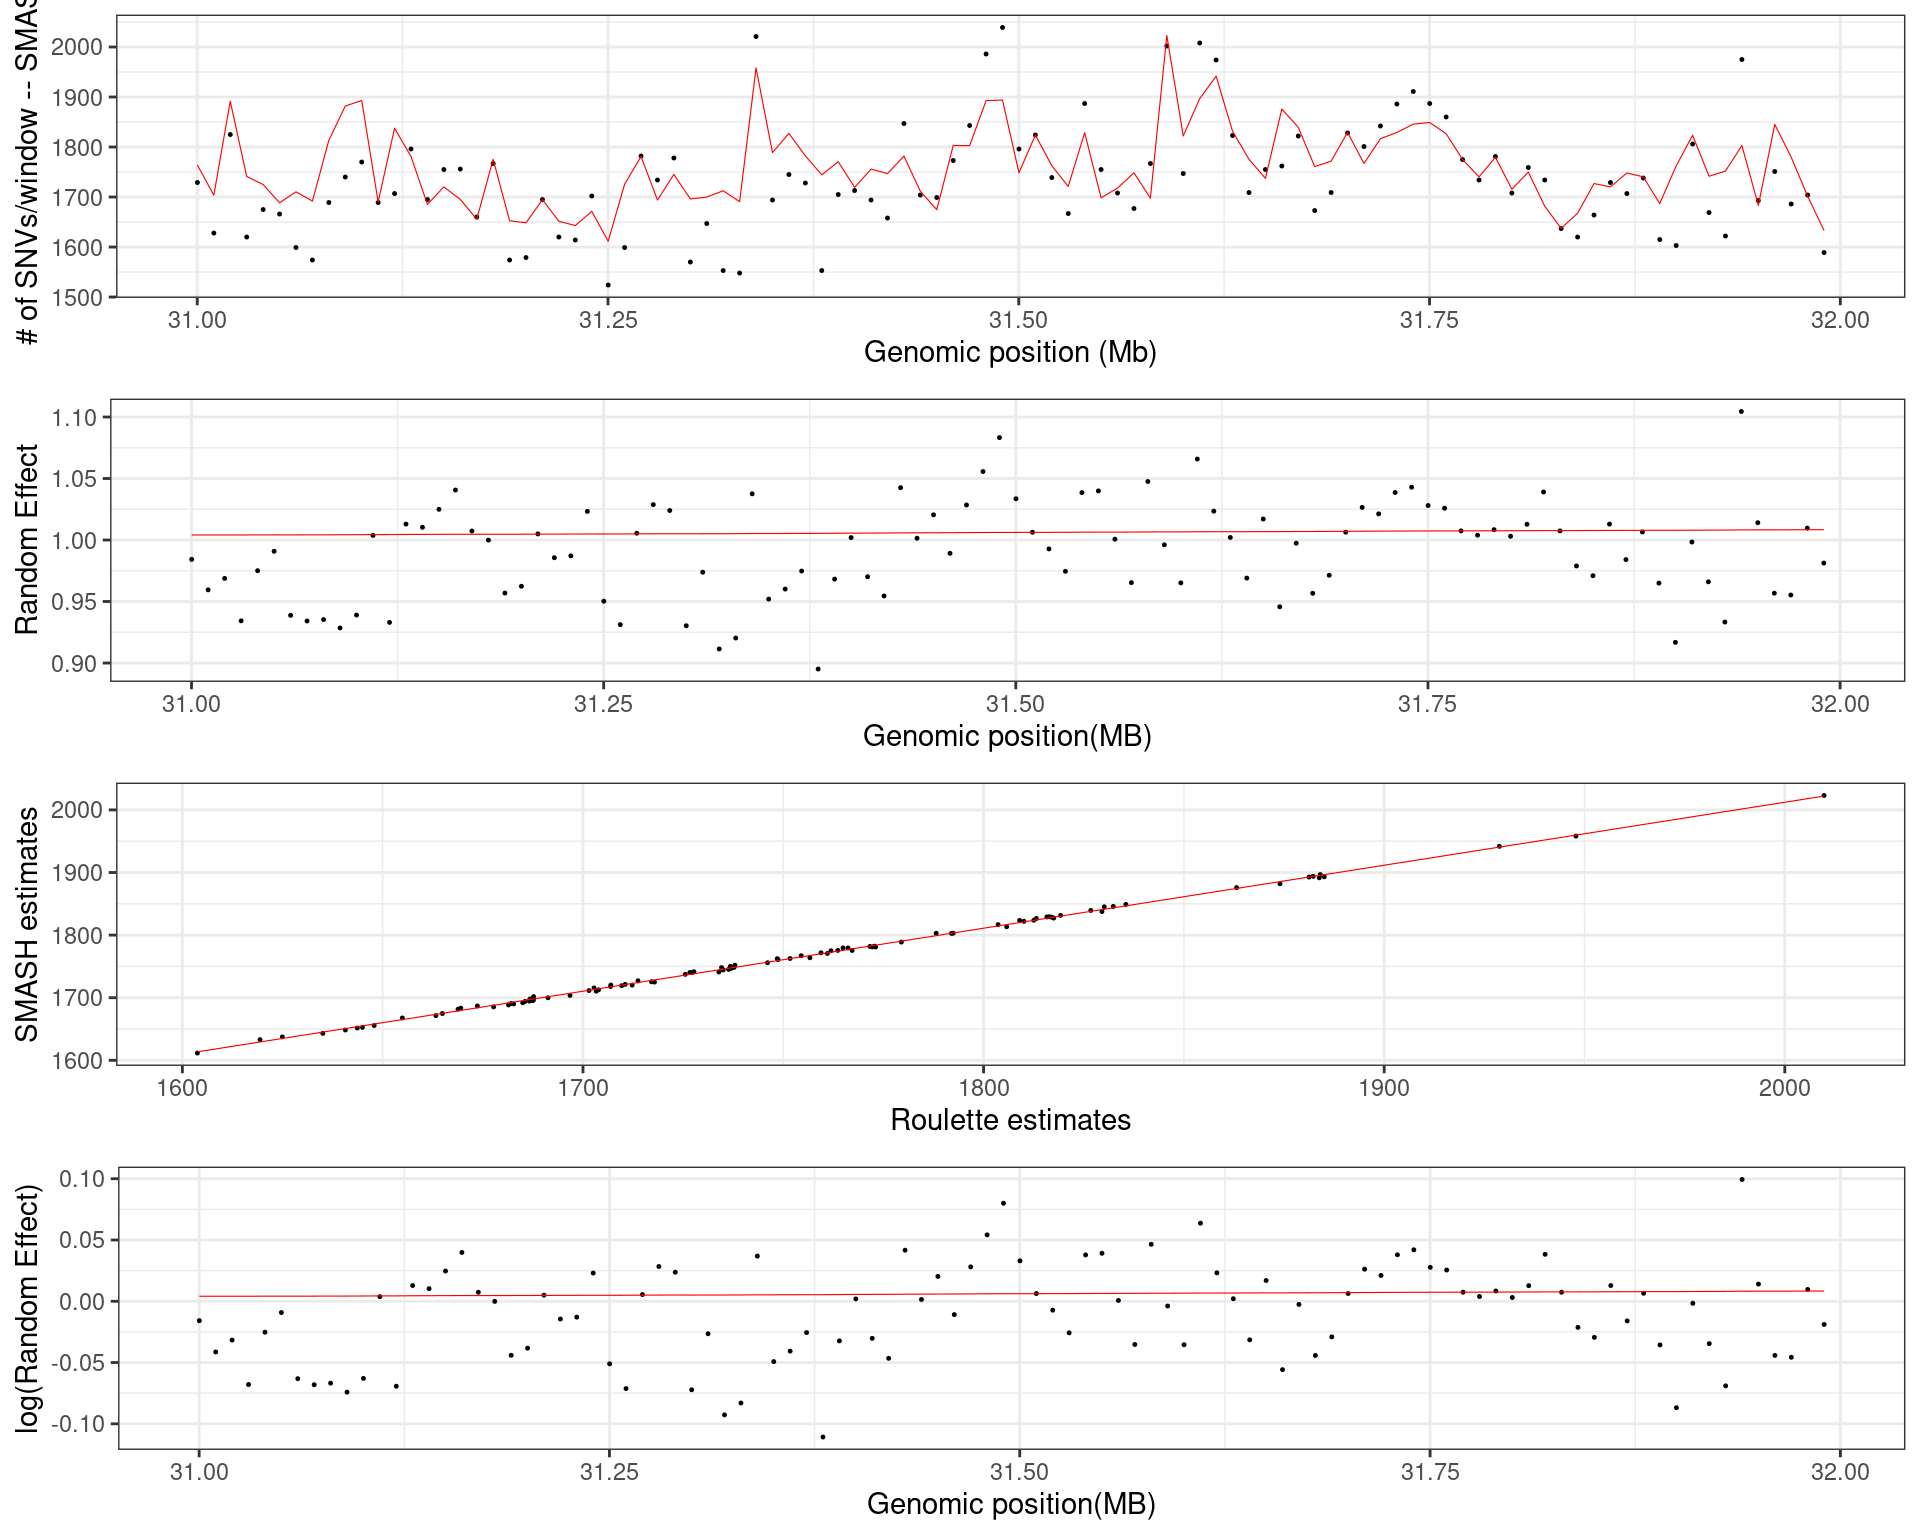 # of SNVs/window -- SMAS
2000
1900
1800
1700
1600
1500
31.00 31.25 31.50 31.75 32.00
Genomic position (Mb)
Random Effect
1.10
1.05
1.00
0.95
0.90
31.00 31.25 31.50 31.75 32.00
Genomic position(MB)
SMASH estimates
2000
1900
1800
1700
1600
1600 1700 1800 1900 2000
Roulette estimates
log(Random Effect)
0.10
0.05
0.00
-0.05
-0.10
31.00 31.25 31.50 31.75 32.00
Genomic position(MB)